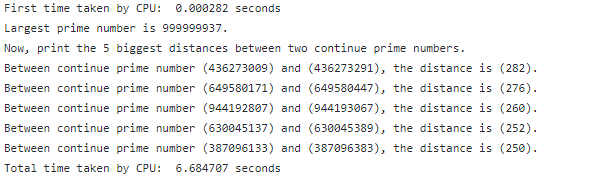 First time taken by CPU:  0.000282 seconds
Largest prime number is 999999937.
Now, print the 5 biggest distances between two continue prime numbers.
Between continue prime number (436273009) and (436273291), the distance is (282).
Between continue prime number (649580171) and (649580447), the distance is (276).
Between continue prime number (944192807) and (944193067), the distance is (260).
Between continue prime number (630045137) and (630045389), the distance is (252).
Between continue prime number (387096133) and (387096383), the distance is (250).
Total time taken by CPU:  6.684707 seconds